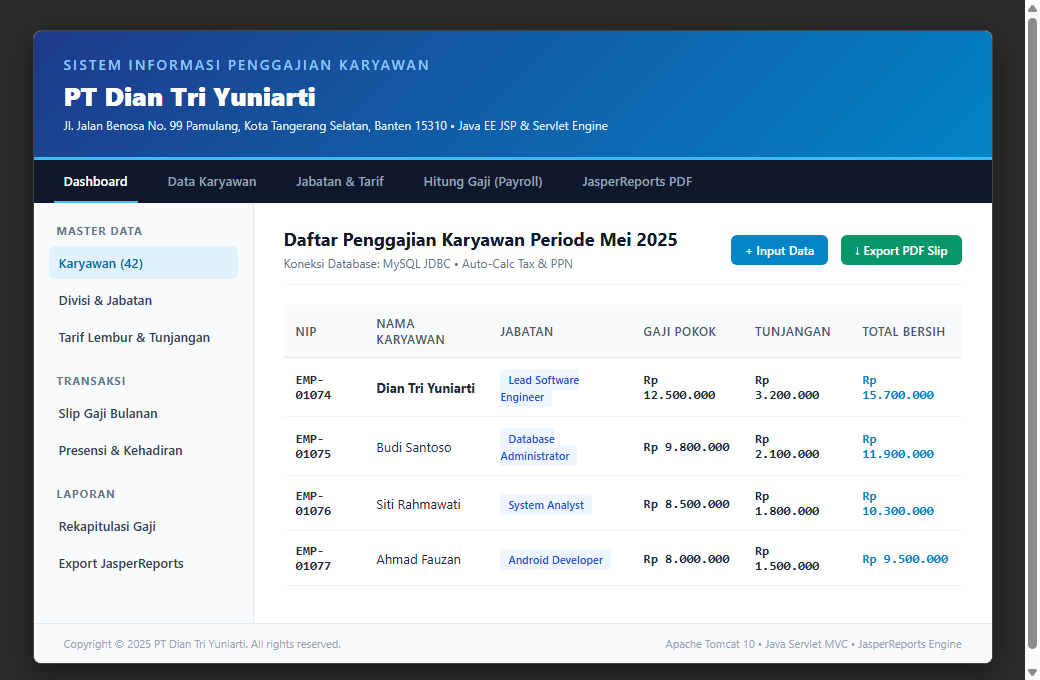 SISTEM INFORMASI PENGGAJIAN KARYAWAN
PT Dian Tri Yuniarti
Jl. Jalan Benosa No. 99 Pamulang, Kota Tangerang Selatan, Banten 15310 • Java EE JSP & Servlet Engine
Dashboard Data Karyawan Jabatan & Tarif Hitung Gaji (Payroll) JasperReports PDF
MASTER DATA
Karyawan (42)
Divisi & Jabatan
Tarif Lembur & Tunjangan
TRANSAKSI
Slip Gaji Bulanan
Presensi & Kehadiran
LAPORAN
Rekapitulasi Gaji
Export JasperReports
Daftar Penggajian Karyawan Periode Mei 2025
Koneksi Database: MySQL JDBC • Auto-Calc Tax & PPN
+ Input Data ↓ Export PDF Slip
NIP NAMA KARYAWAN JABATAN GAJI POKOK TUNJANGAN TOTAL BERSIH
EMP-01074 Dian Tri Yuniarti Lead Software Engineer Rp 12.500.000 Rp 3.200.000 Rp 15.700.000
EMP-01075 Budi Santoso Database Administrator Rp 9.800.000 Rp 2.100.000 Rp 11.900.000
EMP-01076 Siti Rahmawati System Analyst Rp 8.500.000 Rp 1.800.000 Rp 10.300.000
EMP-01077 Ahmad Fauzan Android Developer Rp 8.000.000 Rp 1.500.000 Rp 9.500.000
Copyright © 2025 PT Dian Tri Yuniarti. All rights reserved. Apache Tomcat 10 • Java Servlet MVC • JasperReports Engine